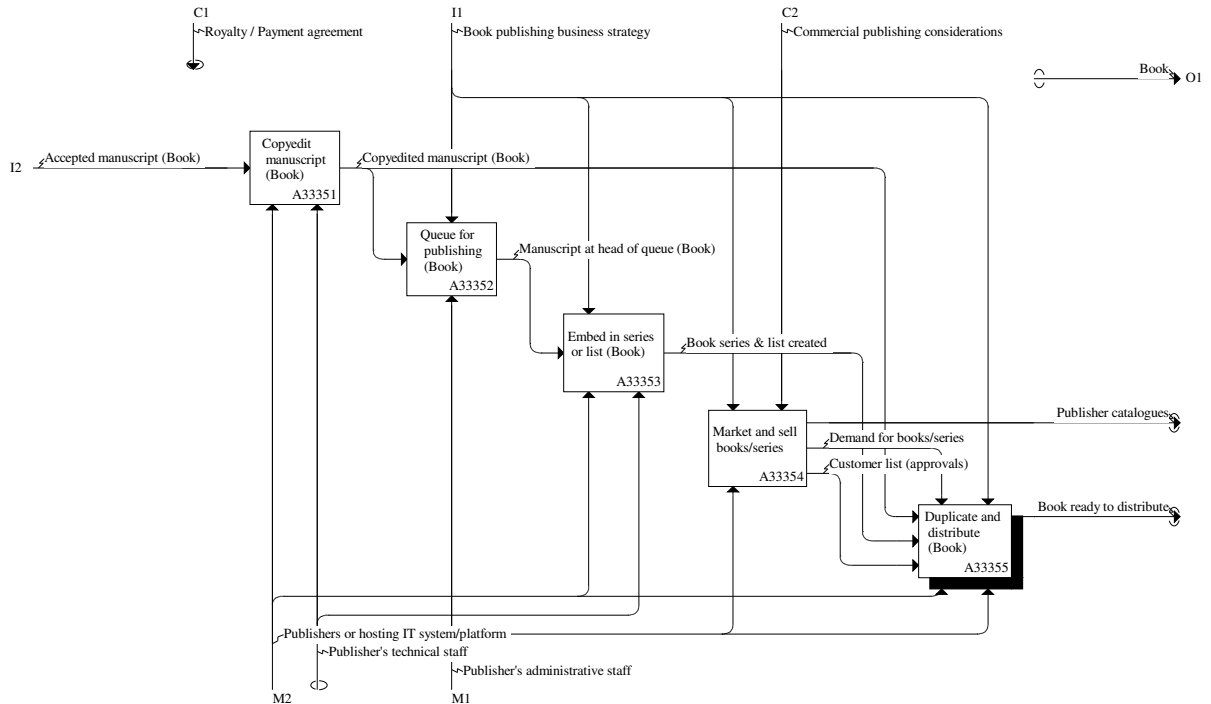 C1
I1
C2
Royalty / Payment agreement
Book publishing business strategy
Commercial publishing considerations
Book
O1
Copyedit
manuscript
(Book)
A33351
I2
Accepted manuscript (Book)
Copyedited manuscript (Book)
Queue for
publishing
(Book)
A33352
Manuscript at head of queue (Book)
Embed in series
or list (Book)
A33353
Book series & list created
Market and sell
books/series
A33354
Publisher catalogues
Demand for books/series
Customer list (approvals)
Duplicate and
distribute
(Book)
A33355
Book ready to distribute
Publishers or hosting IT system/platform
Publisher's technical staff
Publisher's administrative staff
M2
M1